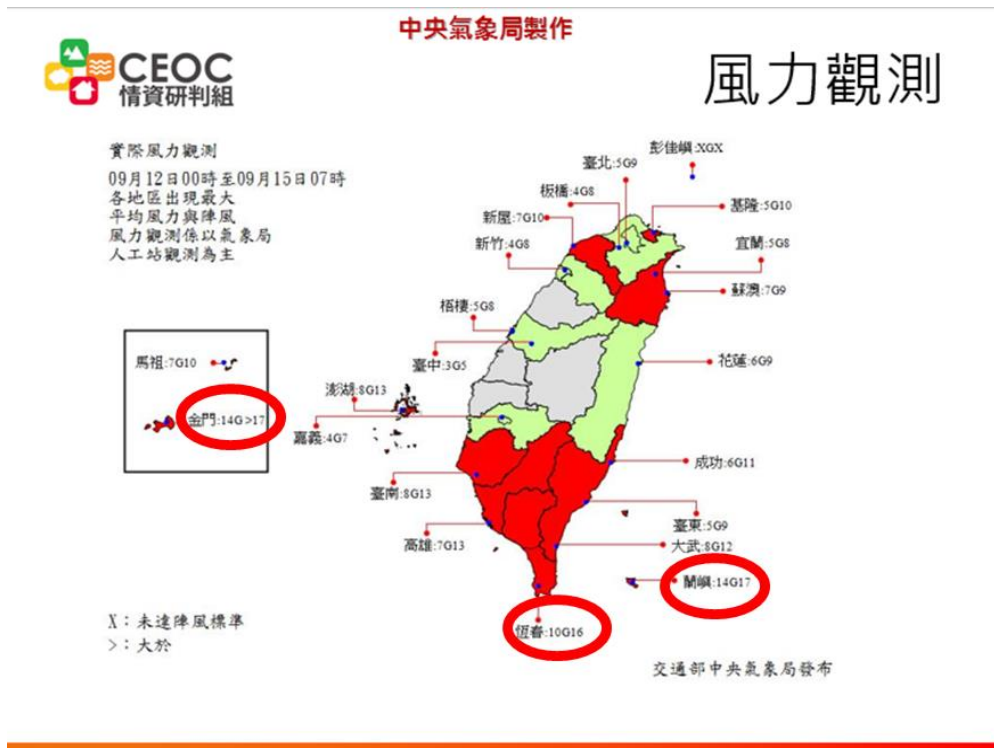 中央氣象局製作
CEOC
情資研判組
風力觀測
實際風力觀測
09月12日00時至09月15日07時
各地區出現最大
平均風力與陣風
風力觀測係以氣象局
人工站觀測為主
彭佳嶼:XGX
臺北:5G9
板橋:4G8
基隆:5G10
新屋:7G10
新竹:4G8
宜蘭:5G8
蘇澳:7G9
梧棲:5G8
馬祖:7G10
臺中:3G5
花蓮:6G9
澎湖:8G13
金門:14G>17
嘉義:4G7
成功:6G11
臺南:8G13
臺東:5G9
高雄:7G13
大武:8G12
蘭嶼:14G17
恆春:10G16
X：未達陣風標準
>：大於
交通部中央氣象局發布